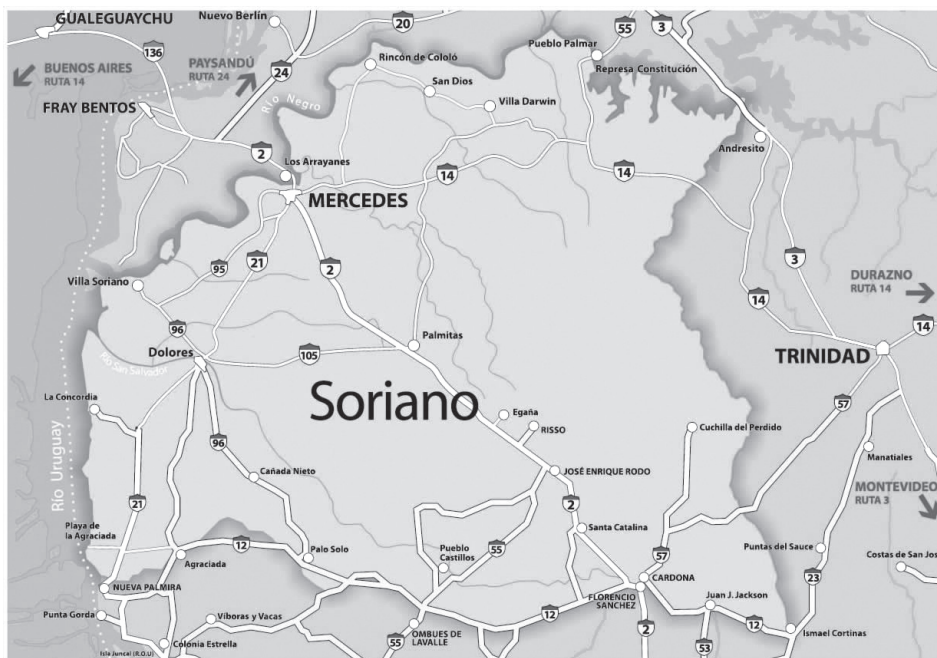 GUALEGUAYCHU
Nuevo Berlín
20
55
3
136
Pueblo Palmar
Rincón de Cololó
Represa Constitución
BUENOS AIRES
RUTA 14
PAYSANDÚ
RUTA 24
24
San Dios
Río Negro
Villa Darwin
FRAY BENTOS
2
Andresito
Los Arrayanes
14
14
MERCEDES
3
95
21
2
Villa Soriano
DURAZNO
RUTA 14
14
96
14
Palmitas
Dolores
105
TRINIDAD
Río San Salvador
Soriano
La Concordia
57
Egaña
RISSO
Cuchilla del Perdido
96
Río Uruguay
Manatiales
Cañada Nieto
JOSÉ ENRIQUE RODO
MONTEVIDEO
RUTA 3
21
2
Playa de
la Agraciada
Santa Catalina
12
55
Palo Solo
Pueblo
Castillos
57
Puntas del Sauce
Agraciada
Costas de San Jos
NUEVA PALMIRA
CARDONA
23
FLORENCIO
SANCHEZ
Juan J. Jackson
Punta Gorda
Víboras y Vacas
12
12
OMBUES DE
LAVALLE
2
Ismael Cortinas
Colonia Estrella
55
53
Isla Juncal (R.O.U)